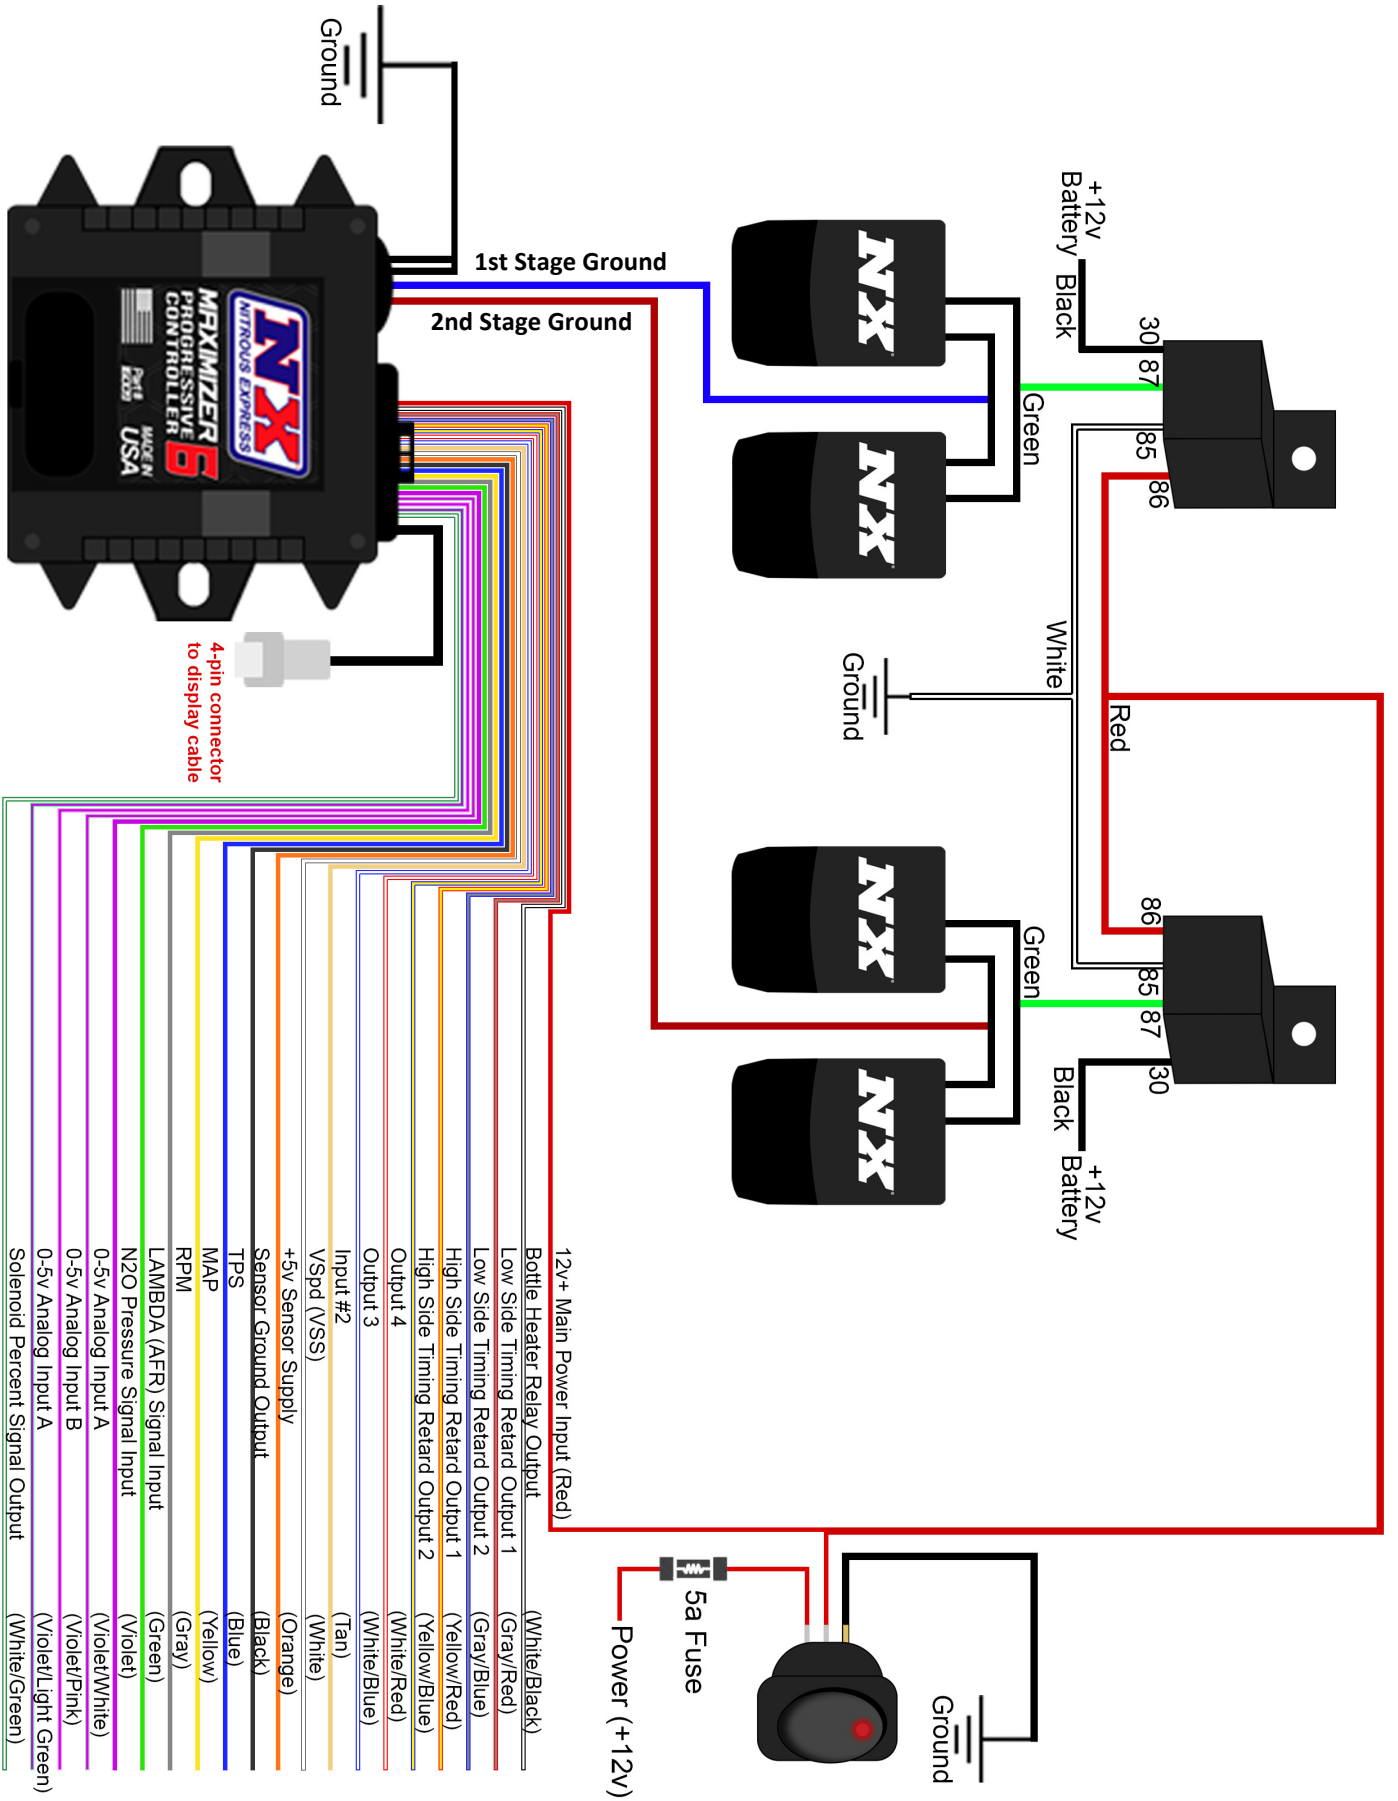 Ground
NX
NITROUS EXPRESS
MAXIMIZER 6
PROGRESSIVE
CONTROLLER
MADE IN
USA
1st Stage Ground
2nd Stage Ground
4-pin connector
to display cable
NX
NX
NX
NX
+12v
Battery
Black
30
87
85
86
Green
White
Red
Ground
86
85
87
30
Green
Black
+12v
Battery
12v+ Main Power Input (Red)
Bottle Heater Relay Output (White/Black)
Low Side Timing Retard Output 1 (Gray/Red)
Low Side Timing Retard Output 2 (Gray/Blue)
High Side Timing Retard Output 1 (Yellow/Red)
High Side Timing Retard Output 2 (Yellow/Blue)
Output 4 (White/Red)
Output 3 (White/Blue)
Input #2 (Tan)
VSpd (VSS) (White)
+5v Sensor Supply (Orange)
Sensor Ground Output (Black)
TPS (Blue)
MAP (Yellow)
RPM (Gray)
LAMBDA (AFR) Signal Input (Green)
N2O Pressure Signal Input (Violet)
0-5v Analog Input A (Violet/White)
0-5v Analog Input B (Violet/Pink)
0-5v Analog Input A (Violet/Light Green)
Solenoid Percent Signal Output (White/Green)
5a Fuse
Power (+12v)
Ground